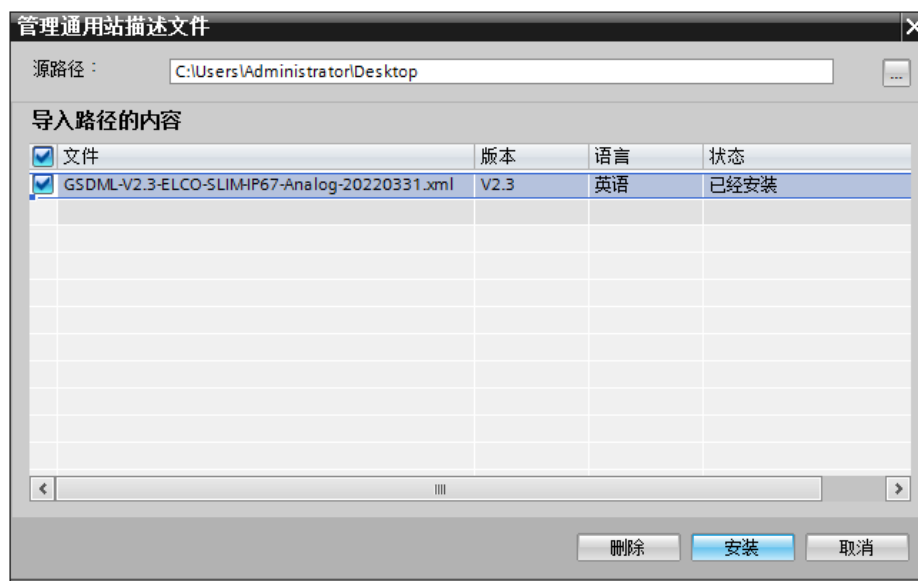 管理通用站描述文件
源路径： C:\Users\Administrator\Desktop ...
导入路径的内容
文件 版本 语言 状态
GSDML-V2.3-ELCO-SLIM-IP67-Analog-20220331.xml V2.3 英语 已经安装
删除 安装 取消